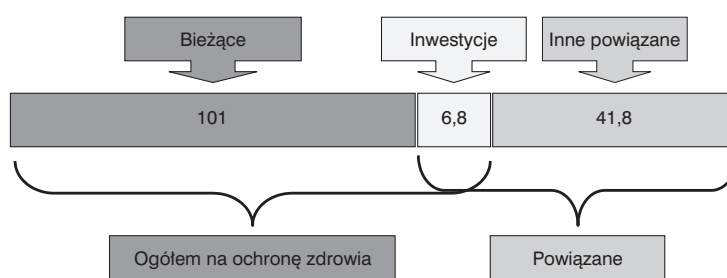 Bieżące
Inwestycje
Inne powiązane
101
6,8
41,8
Ogółem na ochronę zdrowia
Powiązane